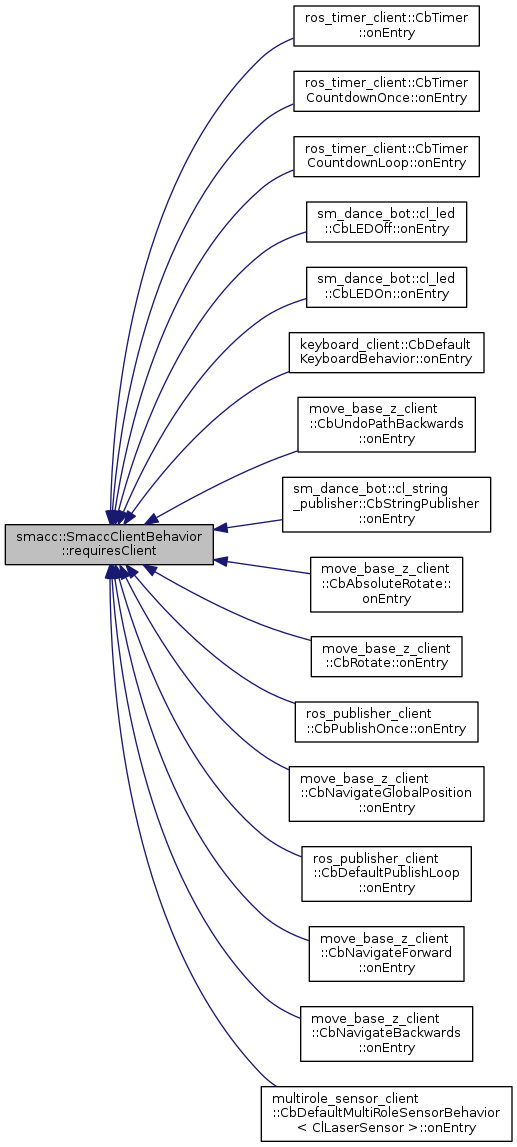 ros_timer_client::CbTimer
::onEntry
ros_timer_client::CbTimer
CountdownOnce::onEntry
ros_timer_client::CbTimer
CountdownLoop::onEntry
sm_dance_bot::cl_led
::CbLEDOff::onEntry
sm_dance_bot::cl_led
::CbLEDOn::onEntry
keyboard_client::CbDefault
KeyboardBehavior::onEntry
move_base_z_client
::CbUndoPathBackwards
::onEntry
sm_dance_bot::cl_string
_publisher::CbStringPublisher
::onEntry
smacc::SmaccClientBehavior
::requiresClient
move_base_z_client
::CbAbsoluteRotate::
onEntry
move_base_z_client
::CbRotate::onEntry
ros_publisher_client
::CbPublishOnce::onEntry
move_base_z_client
::CbNavigateGlobalPosition
::onEntry
ros_publisher_client
::CbDefaultPublishLoop
::onEntry
move_base_z_client
::CbNavigateForward
::onEntry
move_base_z_client
::CbNavigateBackwards
::onEntry
multirole_sensor_client
::CbDefaultMultiRoleSensorBehavior
< ClLaserSensor >::onEntry